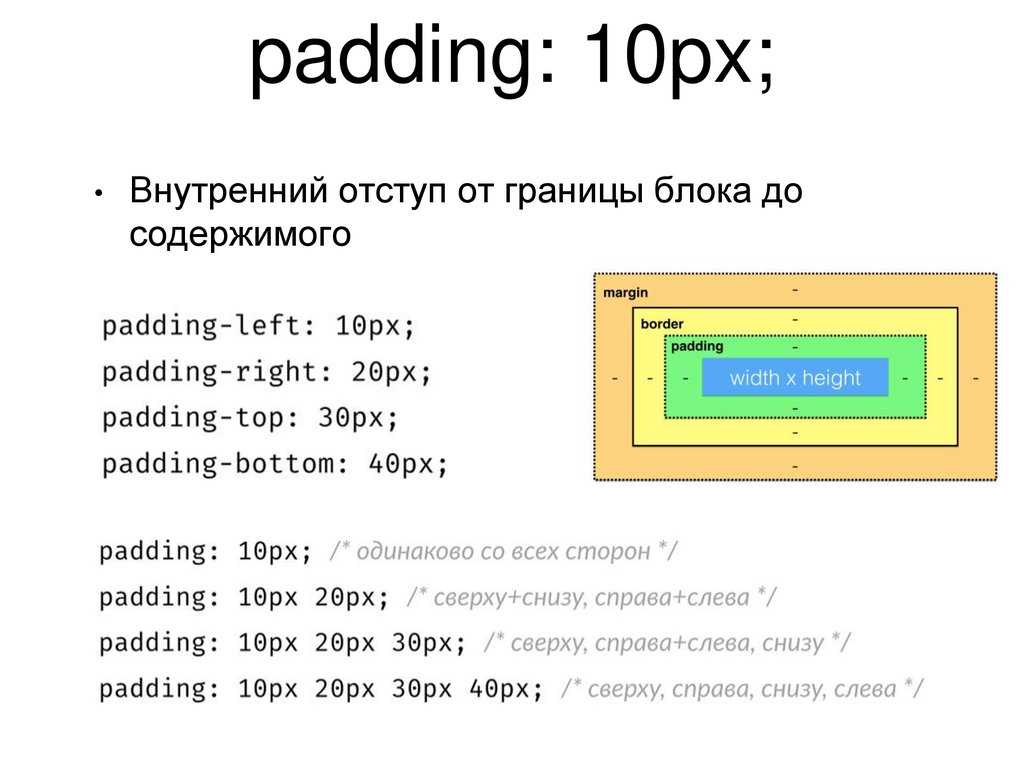 padding: 10px;
• Внутренний отступ от границы блока до
содержимого
padding-left: 10px;
padding-right: 20px;
padding-top: 30px;
padding-bottom: 40px;
margin -
border -
padding -
- - - width x height - - -
-
-
-
padding: 10px; /* одинаково со всех сторон */
padding: 10px 20px; /* сверху+снизу, справа+слева */
padding: 10px 20px 30px; /* сверху, справа+слева, снизу */
padding: 10px 20px 30px 40px; /* сверху, справа, снизу, слева */